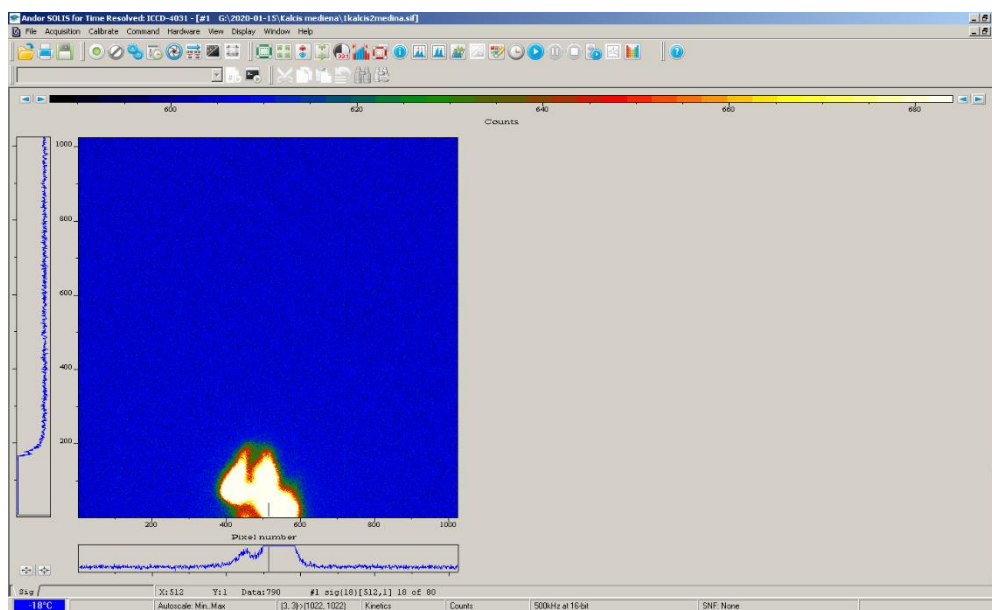 Andor SOLIS for Time Resolved: ICCD-4031 - [#1 G:\2020-01-15\Kalcis mediena\1kalcis2medina.sif]
File Acquisition Calibrate Command Hardware View Display Window Help
600 620 640 660 680
Counts
1000
800
600
400
200
200 400 600 800 1000
Pixel number
Sig X:512 Y:1 Data:790 #1 sig(18)[512,1] 18 of 80
-18°C Autoscale: Min..Max (3, 3)>(1022, 1022) Kinetics Counts 500kHz at 16-bit SNF: None